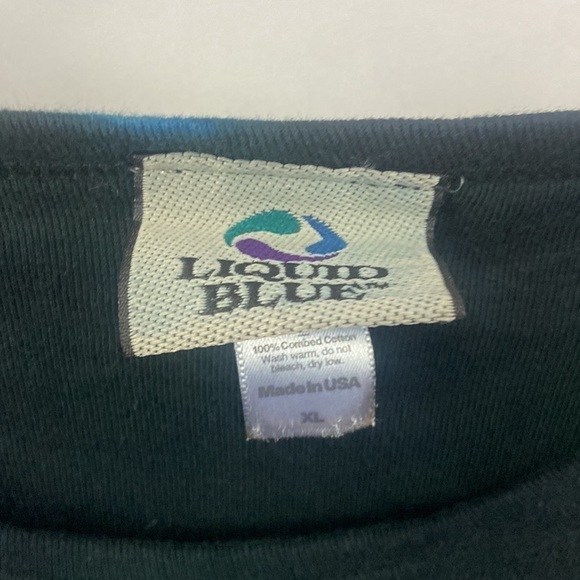 LIQUID
BLUE™
100% Combed Cotton
Wash warm, do not
bleach, dry low.
Made in USA
XL